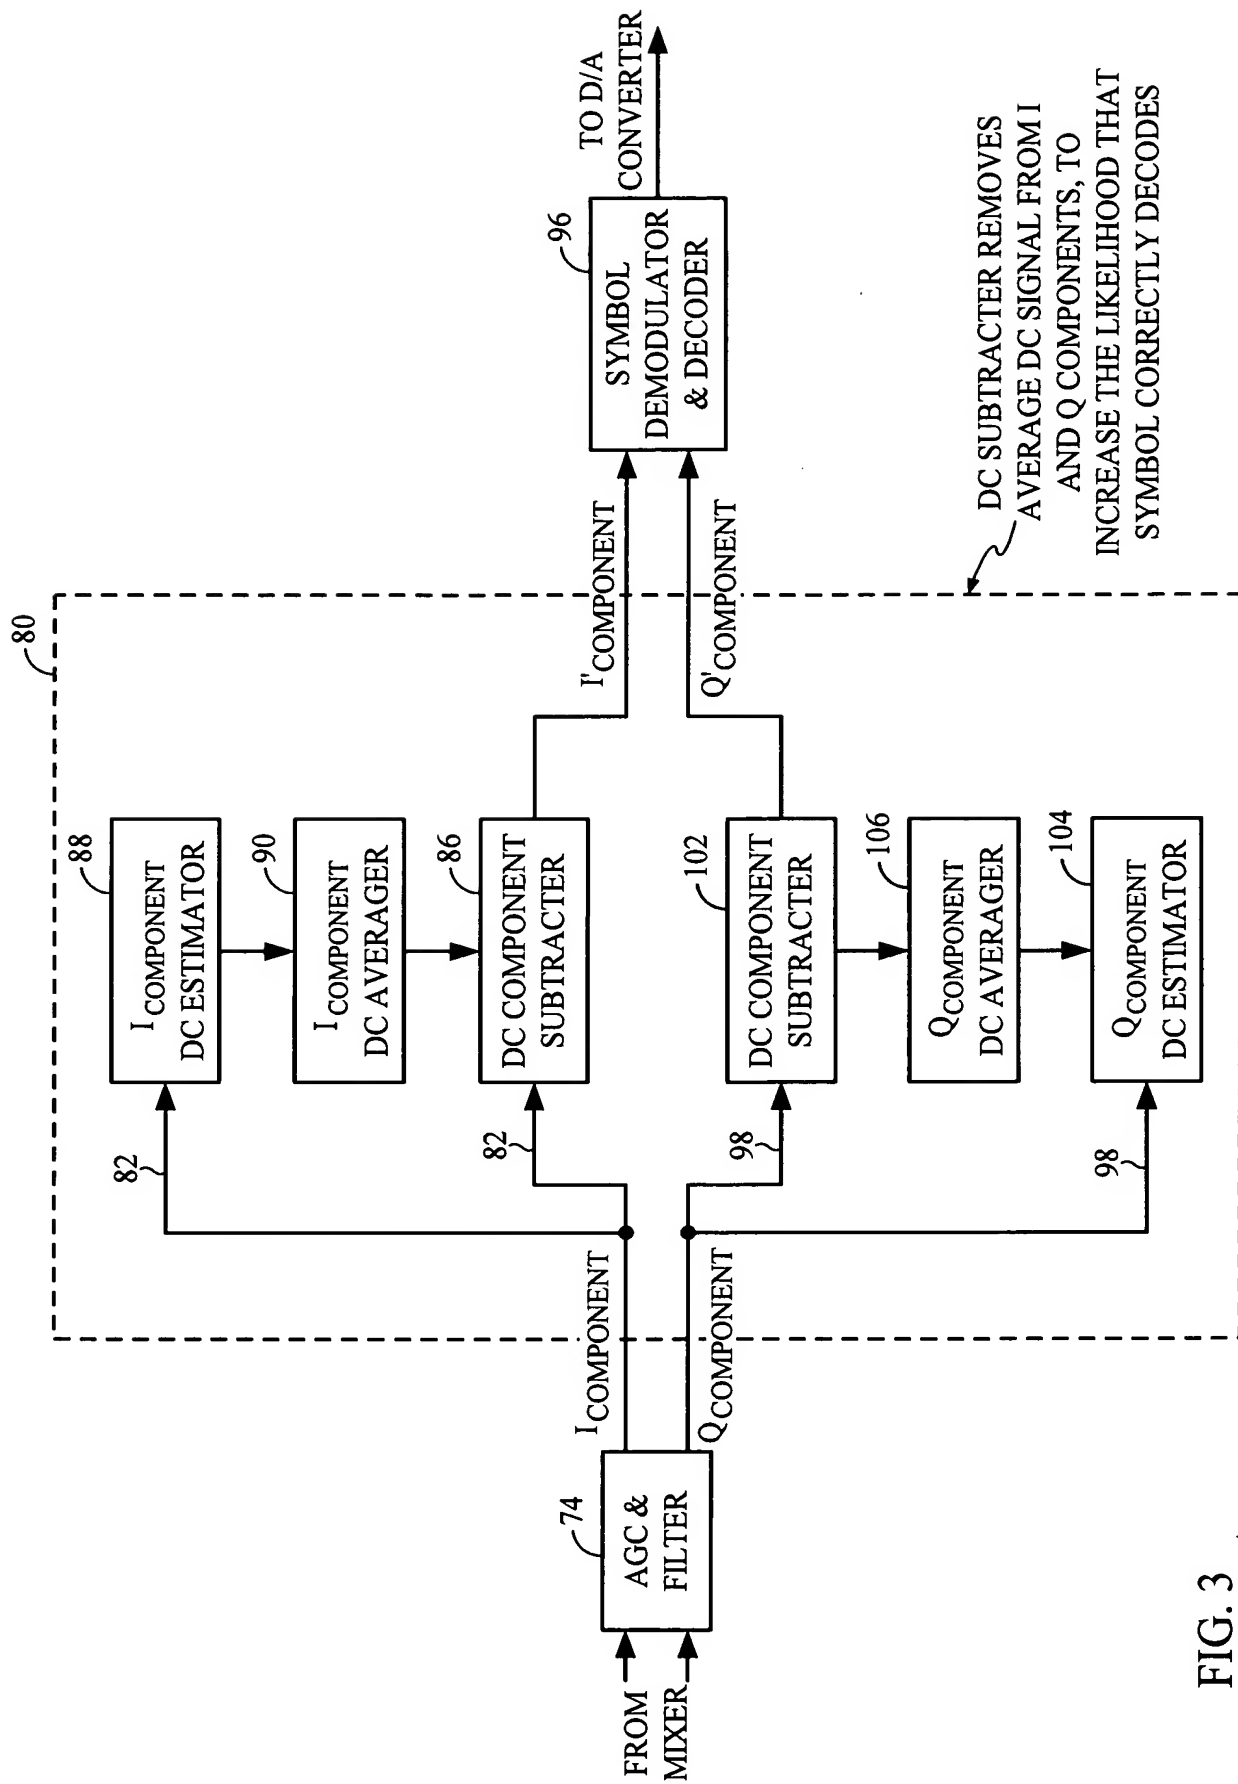 FROM
MIXER
74
AGC &
FILTER
I COMPONENT
Q COMPONENT
80
82
82
98
98
88
I COMPONENT
DC ESTIMATOR
90
I COMPONENT
DC AVERAGER
86
DC COMPONENT
SUBTRACTER
102
DC COMPONENT
SUBTRACTER
106
Q COMPONENT
DC AVERAGER
104
Q COMPONENT
DC ESTIMATOR
I' COMPONENT
Q' COMPONENT
96
SYMBOL
DEMODULATOR
& DECODER
TO D/A
CONVERTER
DC SUBTRACTER REMOVES
AVERAGE DC SIGNAL FROM I
AND Q COMPONENTS, TO
INCREASE THE LIKELIHOOD THAT
SYMBOL CORRECTLY DECODES
FIG. 3